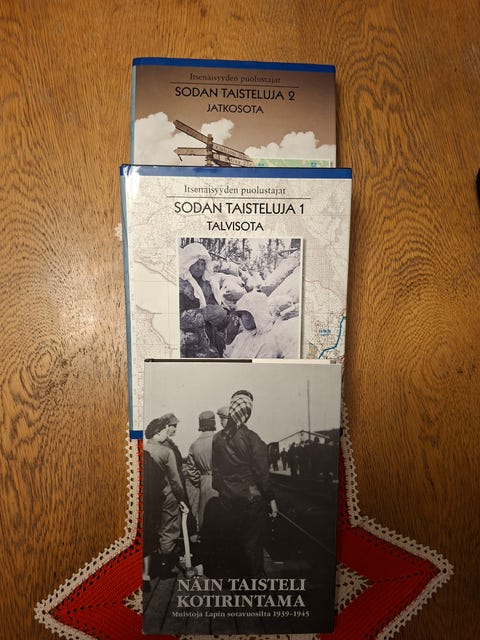 Itsenäisyyden puolustajat
SODAN TAISTELUJA 2
JATKOSOTA
Itsenäisyyden puolustajat
SODAN TAISTELUJA 1
TALVISOTA
NÄIN TAISTELI
KOTIRINTAMA
Muistoja Lapin sotavuosilta 1939-1945